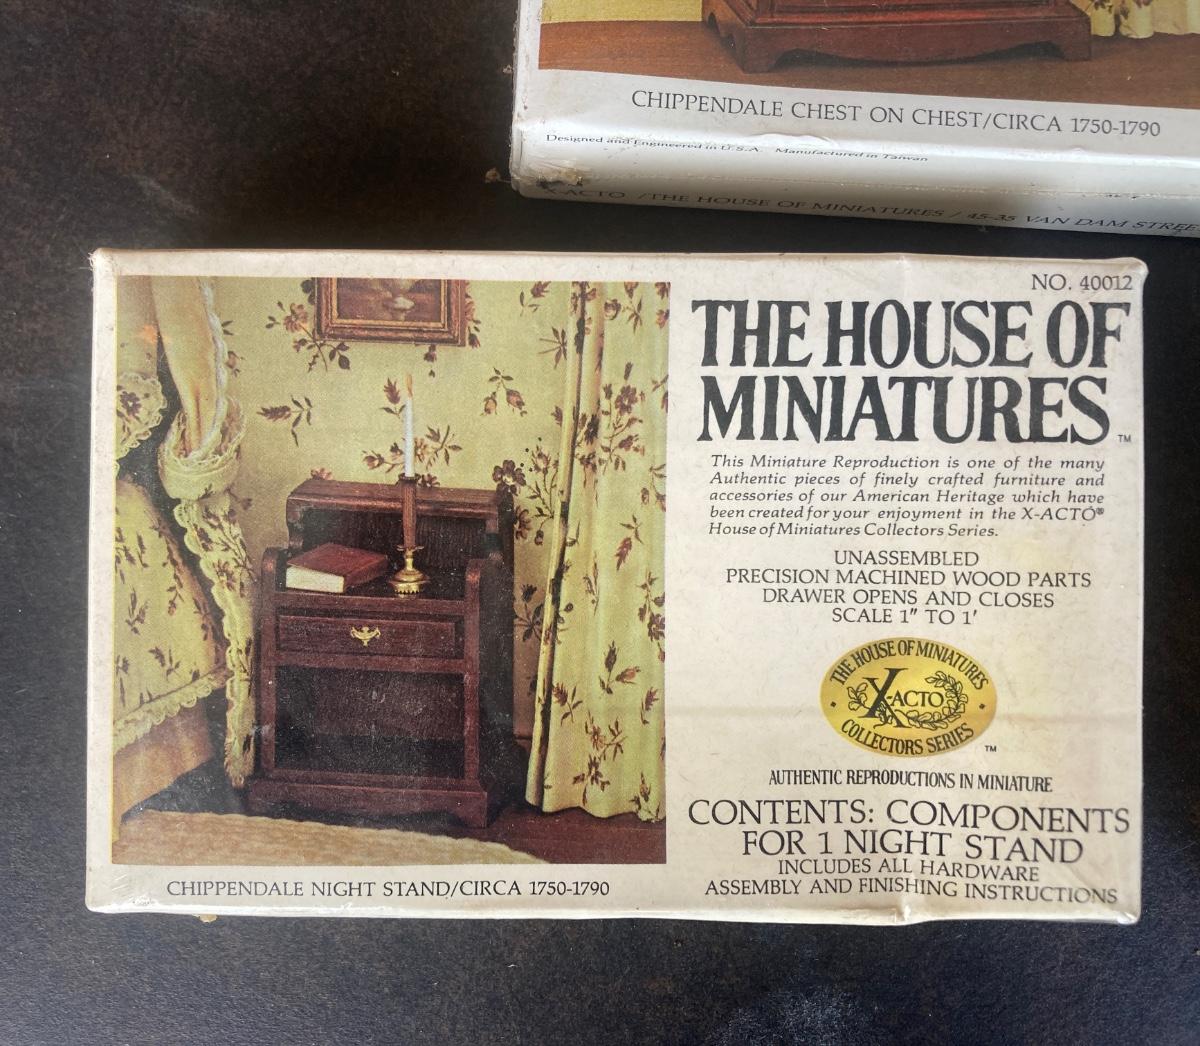 CHIPPENDALE CHEST ON CHEST/CIRCA 1750-1790
Designed and Engineered in U.S.A. Manufactured in Taiwan
X-ACTO /THE HOUSE OF MINIATURES / 45-35 VAN DAM STREE
NO. 40012
THE HOUSE OF
MINIATURES™
This Miniature Reproduction is one of the many
Authentic pieces of finely crafted furniture and
accessories of our American Heritage which have
been created for your enjoyment in the X-ACTO®
House of Miniatures Collectors Series.
UNASSEMBLED
PRECISION MACHINED WOOD PARTS
DRAWER OPENS AND CLOSES
SCALE 1" TO 1'
THE HOUSE OF MINIATURES
X-ACTO
COLLECTORS SERIES
™
AUTHENTIC REPRODUCTIONS IN MINIATURE
CONTENTS: COMPONENTS
FOR 1 NIGHT STAND
INCLUDES ALL HARDWARE
ASSEMBLY AND FINISHING INSTRUCTIONS
CHIPPENDALE NIGHT STAND/CIRCA 1750-1790